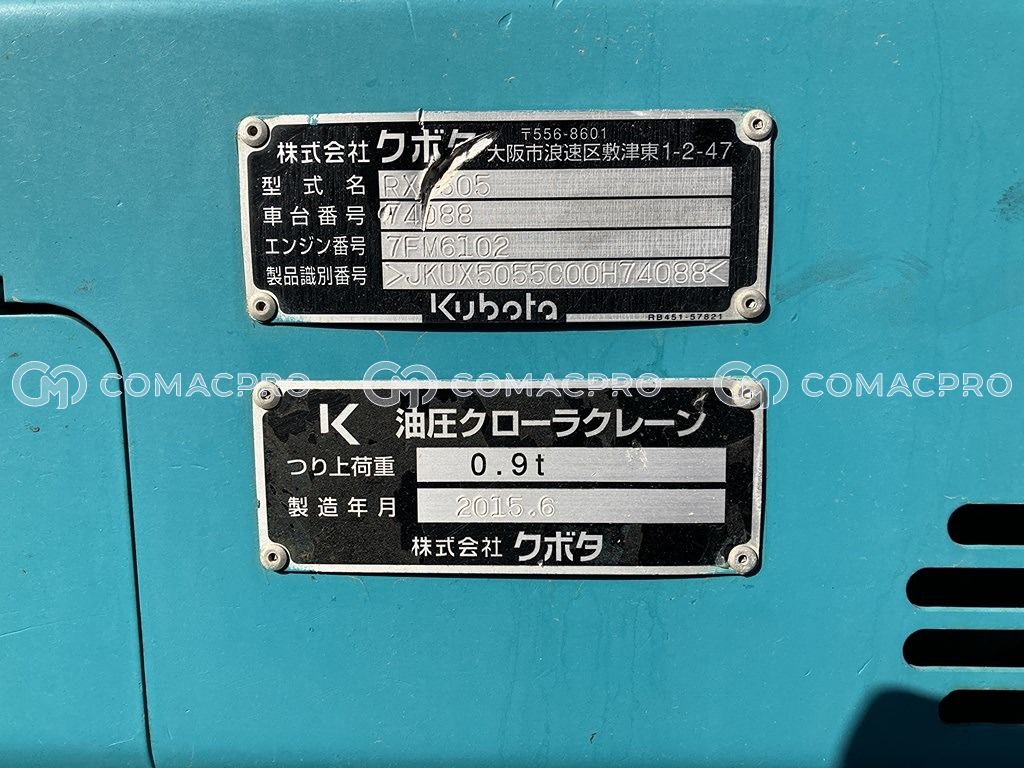 株式会社 クボタ
〒556-8601
大阪市浪速区敷津東1-2-47
型式名
車台番号 74088
エンジン番号 7FM6102
製品識別番号 >JKUX5055C00H74088<
Kubota
RB451-57821
COMACPRO COMACPRO COMACPRO
K 油圧クローラクレーン
つり上荷重 0.9t
製造年月 2015.6
株式会社 クボタ